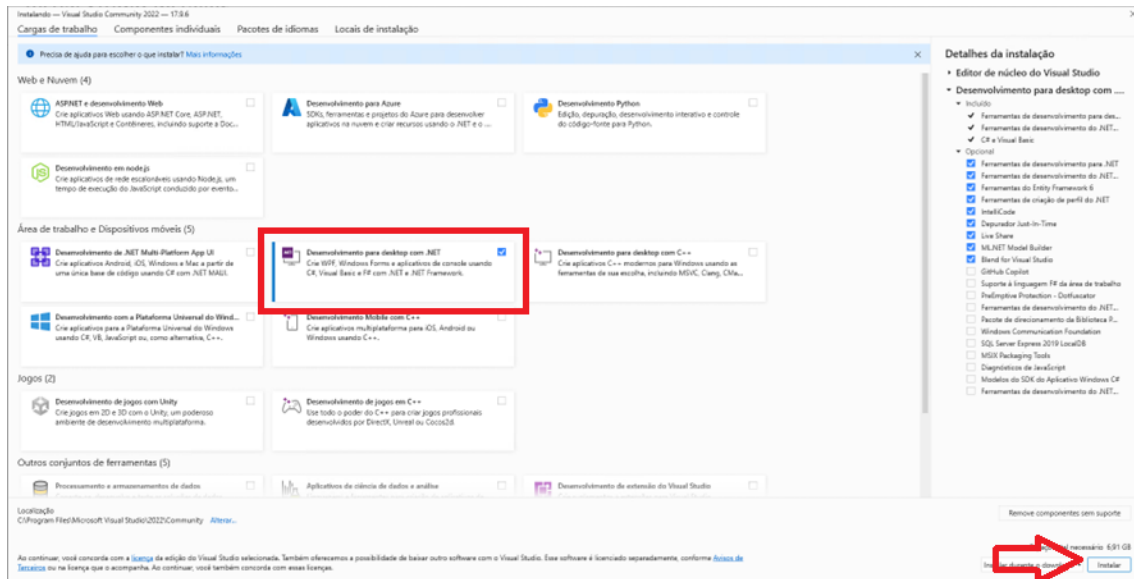 Instalando — Visual Studio Community 2022 — 17.9.6
Cargas de trabalho Componentes individuais Pacotes de idiomas Locais de instalação
Precisa de ajuda para escolher o que instalar? Mais informações
Web e Nuvem (4)
ASP.NET e desenvolvimento Web
Crie aplicativos Web usando ASP.NET Core, ASP.NET,
HTML/JavaScript e Contêineres, incluindo suporte a Doc...
Desenvolvimento para Azure
SDKs, ferramentas e projetos do Azure para desenvolver
aplicativos na nuvem e criar recursos usando o .NET e o ...
Desenvolvimento Python
Edição, depuração, desenvolvimento interativo e controle
do código-fonte para Python.
Desenvolvimento em node.js
Crie aplicativos de rede escalonáveis usando Node.js, um
tempo de execução do JavaScript conduzido por evento...
Área de trabalho e Dispositivos móveis (5)
Desenvolvimento de .NET Multi-Platform App UI
Crie aplicativos Android, iOS, Windows e Mac a partir de
uma única base de código usando C# com .NET MAUI.
Desenvolvimento para desktop com .NET
Crie WPF, Windows Forms e aplicativos de console usando
C#, Visual Basic e F# com .NET e .NET Framework.
Desenvolvimento para desktop com C++
Crie aplicativos C++ modernos para Windows usando as
ferramentas de sua escolha, incluindo MSVC, Clang, CMa...
Desenvolvimento com a Plataforma Universal do Wind...
Crie aplicativos para a Plataforma Universal do Windows
usando C#, VB, JavaScript ou, como alternativa, C++.
Desenvolvimento Mobile com C++
Crie aplicativos multiplataforma para iOS, Android ou
Windows usando C++.
Jogos (2)
Desenvolvimento de jogos com Unity
Crie jogos em 2D e 3D com o Unity, um poderoso
ambiente de desenvolvimento multiplataforma.
Desenvolvimento de jogos em C++
Use todo o poder do C++ para criar jogos profissionais
desenvolvidos por DirectX, Unreal ou Cocos2d.
Outros conjuntos de ferramentas (5)
Processamento e armazenamentos de dados
Aplicativos de ciência de dados e análise
Desenvolvimento de extensão do Visual Studio
Detalhes da instalação
Editor de núcleo do Visual Studio
Desenvolvimento para desktop com ....
Incluído
Ferramentas de desenvolvimento para des...
Ferramentas de desenvolvimento do .NET...
C# e Visual Basic
Opcional
Ferramentas de desenvolvimento para .NET
Ferramentas de desenvolvimento do .NET...
Ferramentas do Entity Framework 6
Ferramentas de criação de perfil do .NET
IntelliCode
Depurador Just-In-Time
Live Share
ML.NET Model Builder
Blend for Visual Studio
GitHub Copilot
Suporte à linguagem F# da área de trabalho
PreEmptive Protection - Dotfuscator
Ferramentas de desenvolvimento do .NET...
Pacote de direcionamento da Biblioteca P...
Windows Communication Foundation
SQL Server Express 2019 LocalDB
MSIX Packaging Tools
Diagnósticos de JavaScript
Modelos do SDK do Aplicativo Windows C#
Ferramentas de desenvolvimento do .NET...
Localização
C:\Program Files\Microsoft Visual Studio\2022\Community Alterar...
Remove componentes sem suporte
Ao continuar, você concorda com a licença da edição do Visual Studio selecionada. Também oferecemos a possibilidade de baixar outro software com o Visual Studio. Esse software é licenciado separadamente, conforme Avisos de
Terceiros ou na licença que o acompanha. Ao continuar, você também concorda com essas licenças.
necessário 6,91 GB
durante o
Instalar